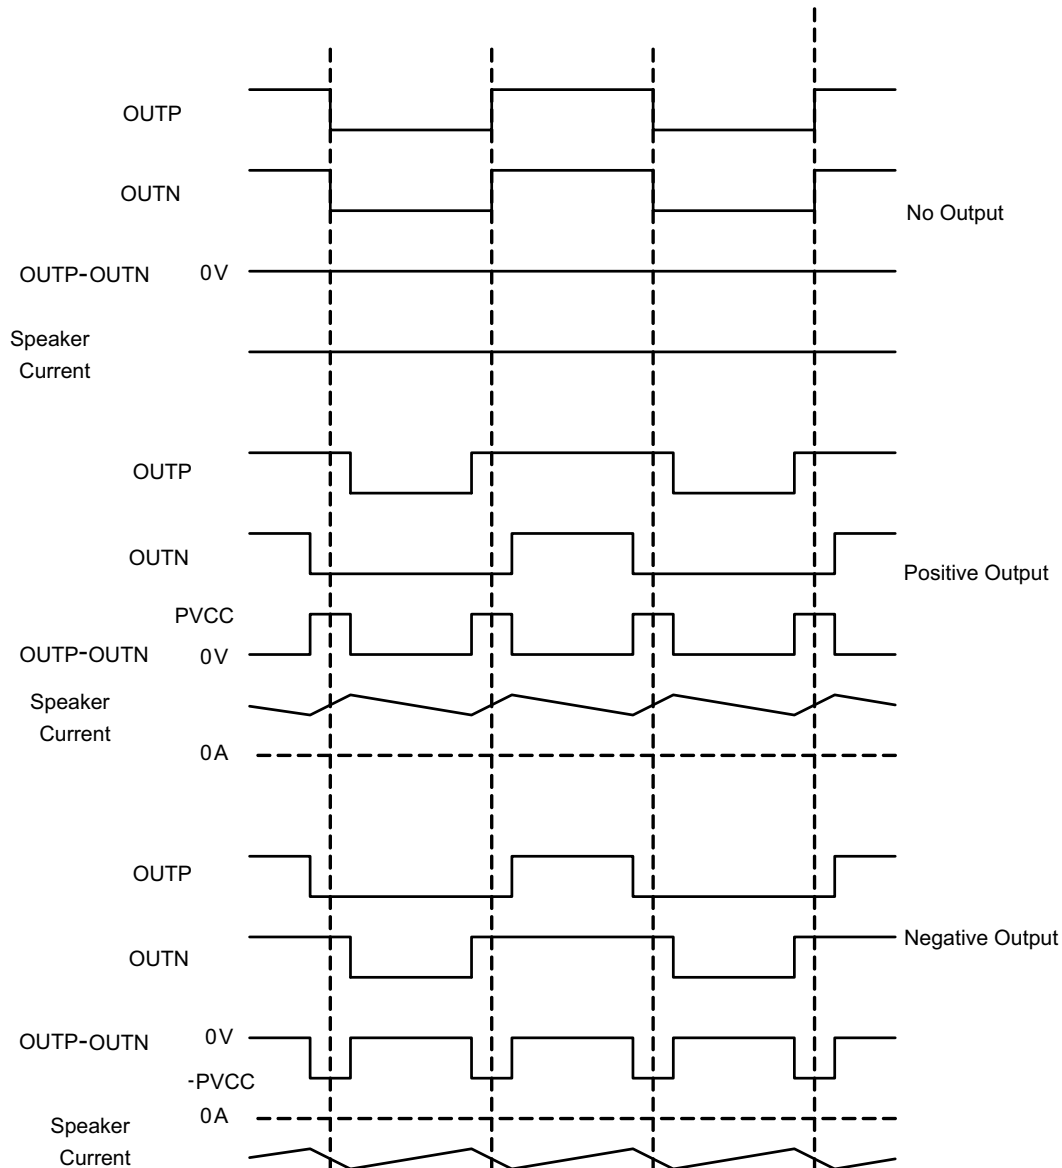 OUTP
OUTN
No Output
OUTP-OUTN 0V
Speaker
Current
OUTP
OUTN
Positive Output
PVCC
OUTP-OUTN 0V
Speaker
Current
0A
OUTP
OUTN
Negative Output
OUTP-OUTN 0V
-PVCC
0A
Speaker
Current